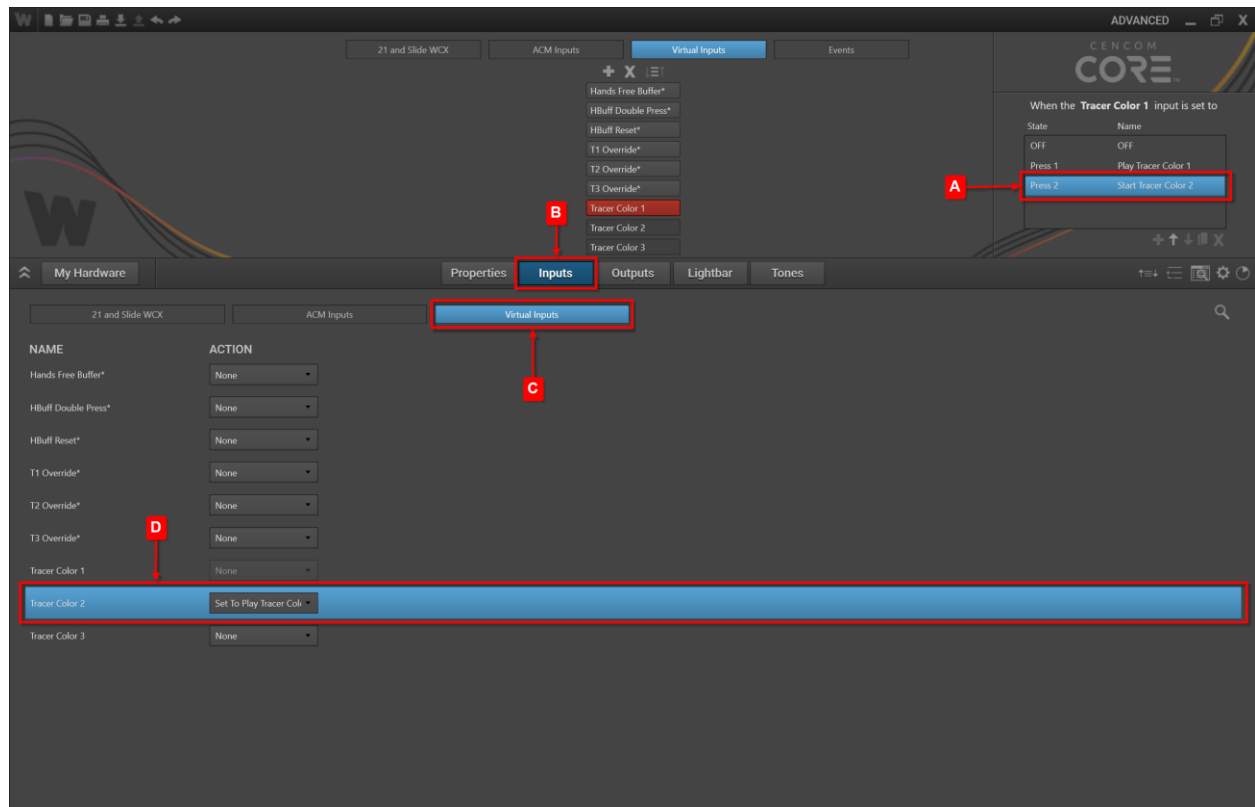 W ADVANCED X
21 and Slide WCX ACM Inputs Virtual Inputs Events
CENCOM
CORE
Hands Free Buffer*
HBuff Double Press*
HBuff Reset*
T1 Override*
T2 Override*
T3 Override*
Tracer Color 1
Tracer Color 2
Tracer Color 3
When the Tracer Color 1 input is set to
State Name
OFF OFF
Press 1 Play Tracer Color 1
Press 2 Start Tracer Color 2
A
B
W
My Hardware Properties Inputs Outputs Lightbar Tones
21 and Slide WCX ACM Inputs Virtual Inputs
C
NAME ACTION
Hands Free Buffer* None
HBuff Double Press* None
HBuff Reset* None
T1 Override* None
T2 Override* None
T3 Override* None
D
Tracer Color 1 None
Tracer Color 2 Set To Play Tracer Colo
Tracer Color 3 None